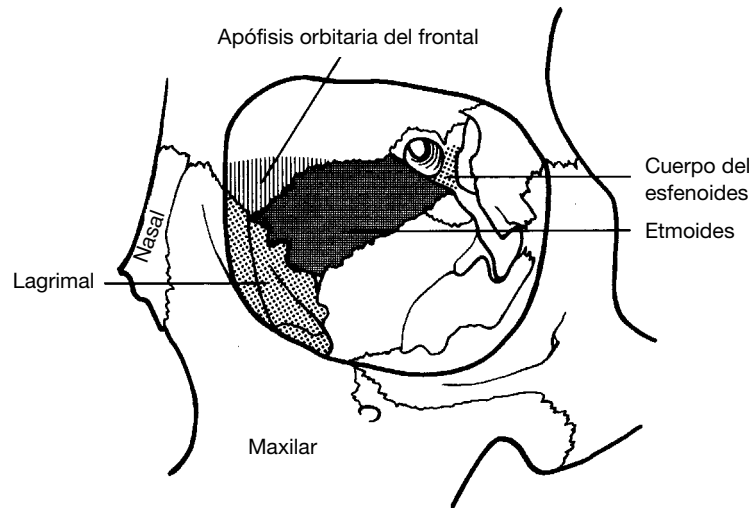 Apófisis orbitaria del frontal
Cuerpo del
esfenoides
Nasal
Etmoides
Lagrimal
Maxilar